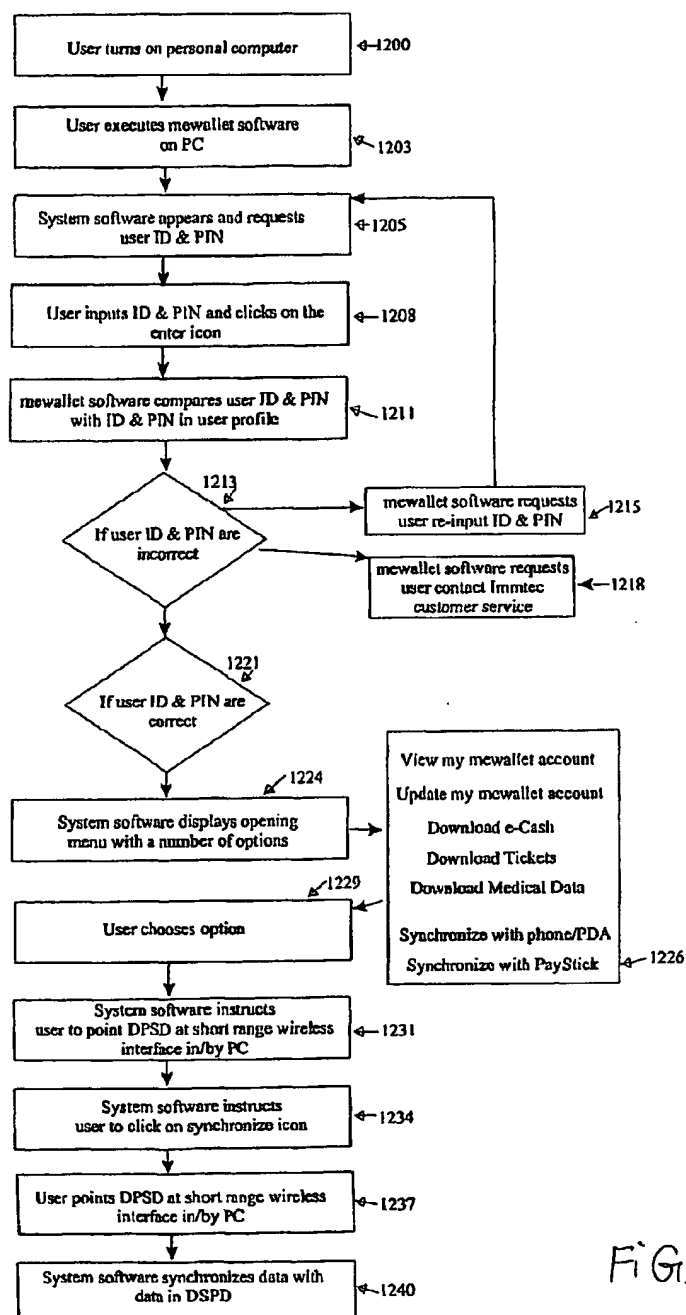 User turns on personal computer
1200
User executes mewallet software
on PC
1203
System software appears and requests
user ID & PIN
1205
User inputs ID & PIN and clicks on the
enter icon
1208
mewallet software compares user ID & PIN
with ID & PIN in user profile
1211
1213
If user ID & PIN are
incorrect
mewallet software requests
user re-input ID & PIN
1215
mewallet software requests
user contact Immtec
customer service
1218
1221
If user ID & PIN are
correct
1224
System software displays opening
menu with a number of options
View my mewallet account
Update my mewallet account
Download e-Cash
Download Tickets
Download Medical Data
Synchronize with phone/PDA
Synchronize with PayStick
1226
1229
User chooses option
System software instructs
user to point DPSD at short range wireless
interface in/by PC
1231
System software instructs
user to click on synchronize icon
1234
User points DPSD at short range wireless
interface in/by PC
1237
System software synchronizes data with
data in DSPD
1240
FiG.